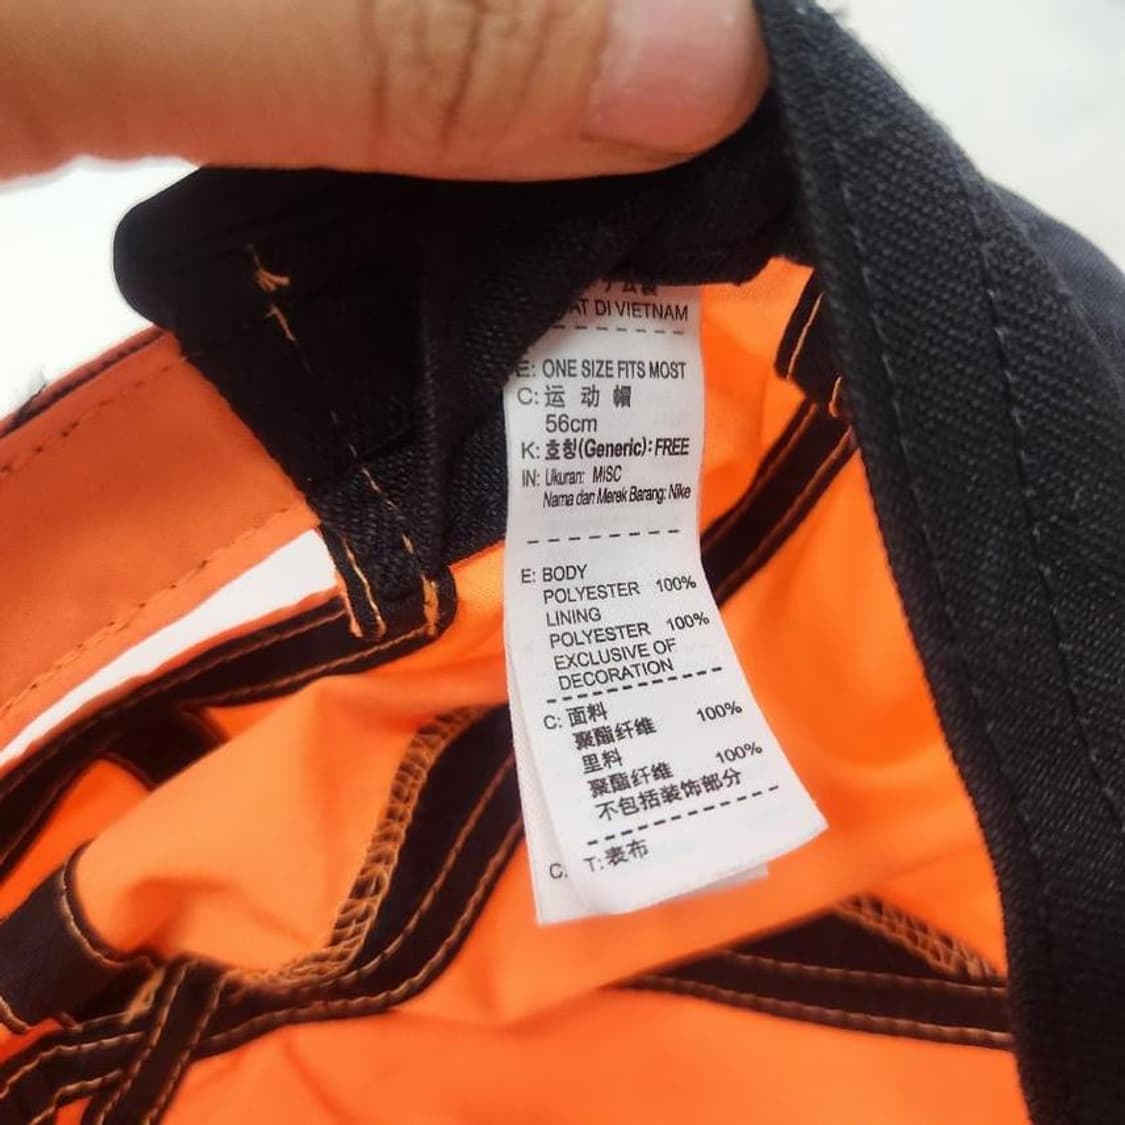 AT DI VIETNAM
E: ONE SIZE FITS MOST
C: 运 动 帽
56cm
K: 호칭(Generic): FREE
IN: Ukuran: MISC
Nama dan Merek Barang: Nike
E: BODY
POLYESTER 100%
LINING
POLYESTER 100%
EXCLUSIVE OF
DECORATION
C: 面料
聚酯纤维 100%
里料
聚酯纤维 100%
不包括装饰部分
T: 表布
C: